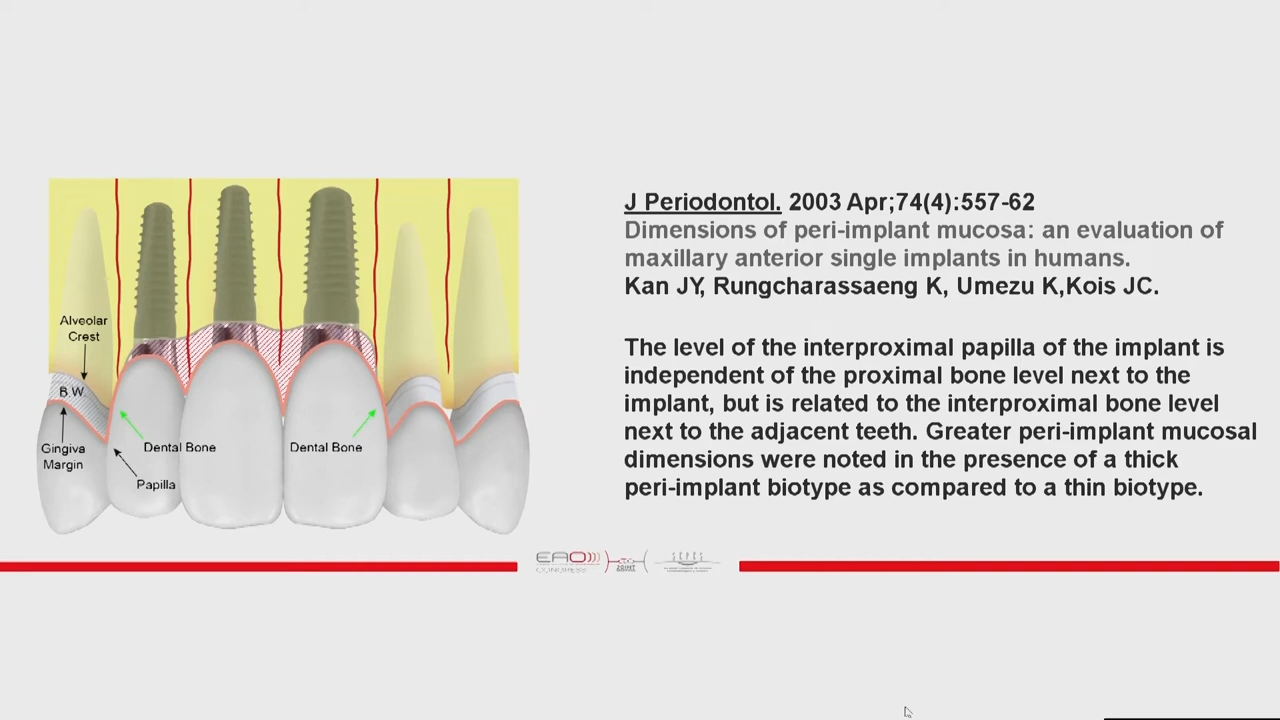 J Periodontol. 2003 Apr;74(4):557-62
Dimensions of peri-implant mucosa: an evaluation of
maxillary anterior single implants in humans.
Kan JY, Rungcharassaeng K, Umezu K,Kois JC.
The level of the interproximal papilla of the implant is
independent of the proximal bone level next to the
implant, but is related to the interproximal bone level
next to the adjacent teeth. Greater peri-implant mucosal
dimensions were noted in the presence of a thick
peri-implant biotype as compared to a thin biotype.
Alveolar
Crest
B.W.
Gingiva
Margin
Dental Bone
Papilla
Dental Bone
EAO
CONGRESS
JOINT
SEPES